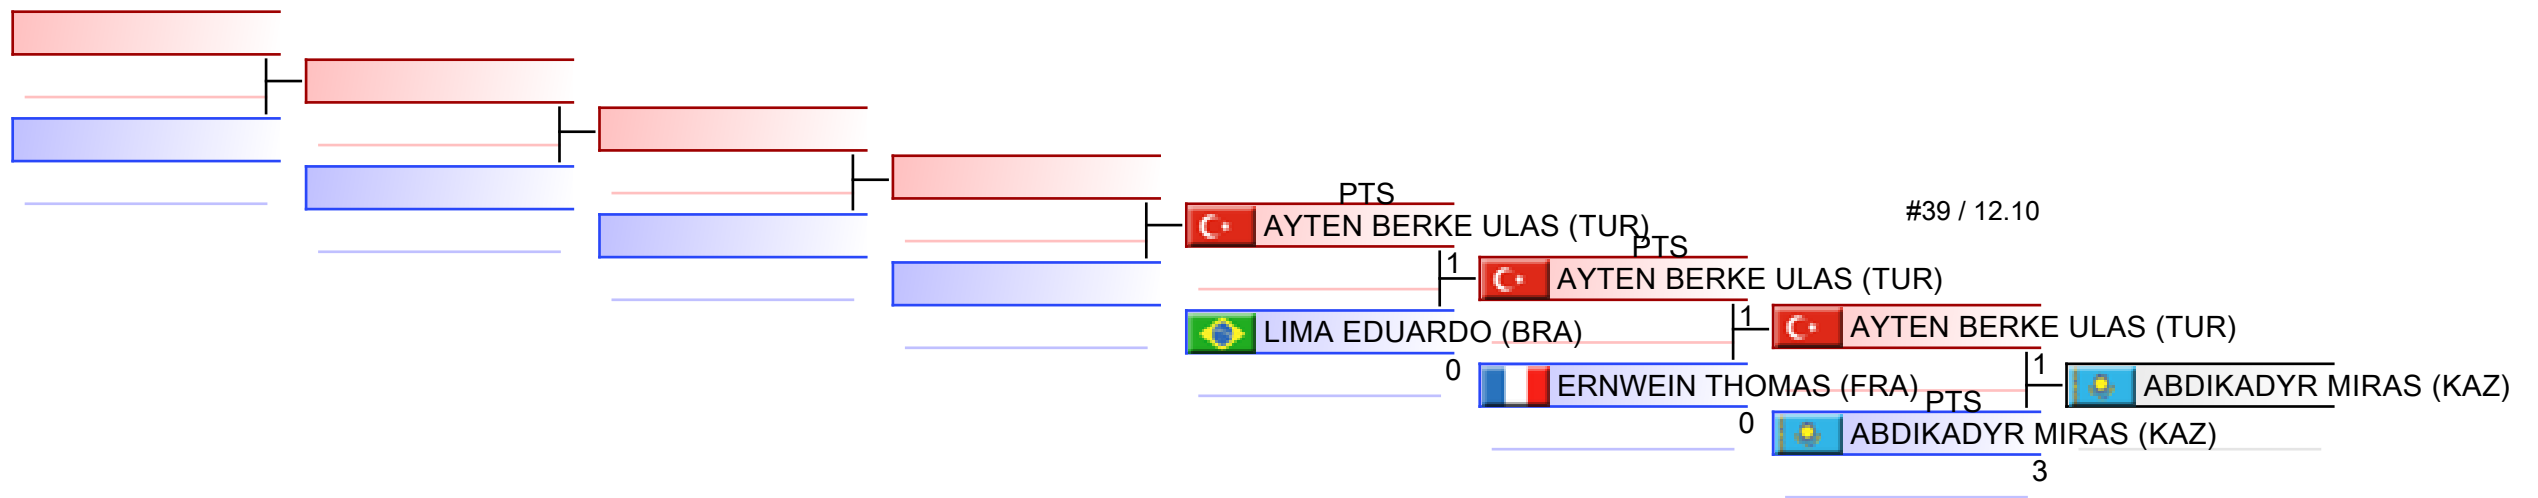 PTS
AYTEN BERKE ULAS (TUR)
1
LIMA EDUARDO (BRA)
0
PTS
AYTEN BERKE ULAS (TUR)
1
ERNWEIN THOMAS (FRA)
0
#39 / 12.10
AYTEN BERKE ULAS (TUR)
1
PTS
ABDIKADYR MIRAS (KAZ)
3
ABDIKADYR MIRAS (KAZ)